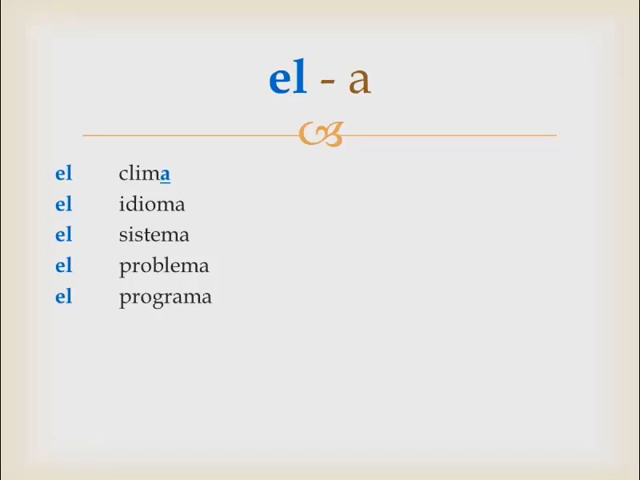 el - a
el clima
el idioma
el sistema
el problema
el programa